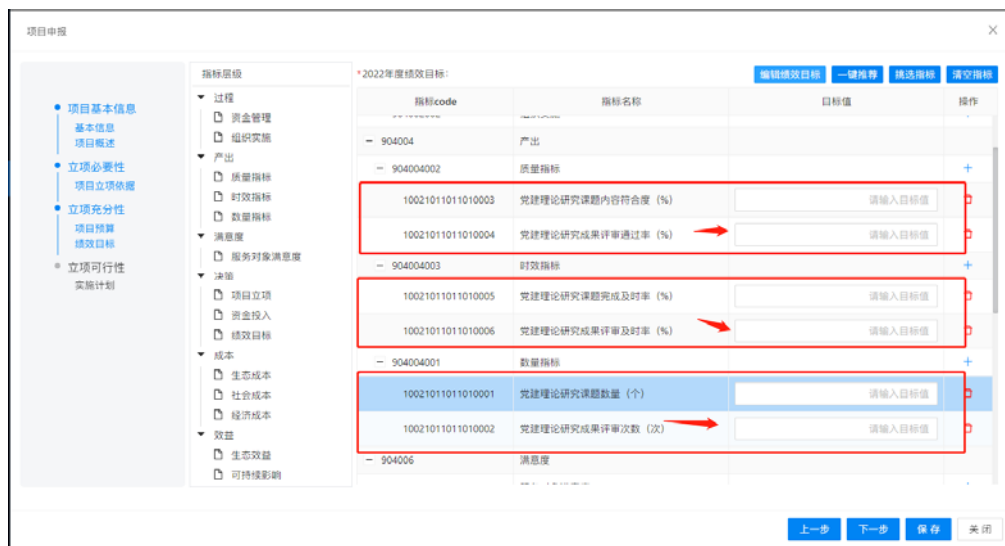 项目申报
项目基本信息
基本信息
项目概述
立项必要性
项目立项依据
立项充分性
项目预算
绩效目标
立项可行性
实施计划
指标层级
过程
资金管理
组织实施
产出
质量指标
时效指标
数量指标
满意度
服务对象满意度
决策
项目立项
资金投入
绩效目标
成本
生态成本
社会成本
经济成本
效益
生态效益
可持续影响
*2022年度绩效目标:
编辑绩效目标 一键推荐 挑选指标 清空指标
指标code 指标名称 目标值 操作
904004 产出
904004002 质量指标
10021011011010003 党建理论研究课题内容符合度（%） 请输入目标值
10021011011010004 党建理论研究成果评审通过率（%） 请输入目标值
904004003 时效指标
10021011011010005 党建理论研究课题完成及时率（%） 请输入目标值
10021011011010006 党建理论研究成果评审及时率（%） 请输入目标值
904004001 数量指标
10021011011010001 党建理论研究课题数量（个） 请输入目标值
10021011011010002 党建理论研究成果评审次数（次） 请输入目标值
904006 满意度
上一步 下一步 保存 关闭